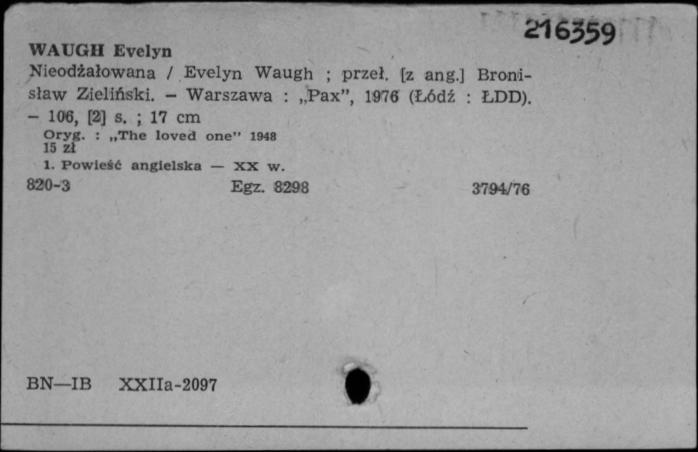 216359
WAUGH Evelyn
Nieodżałowana / Evelyn Waugh ; przeł. [z ang.] Broni-
sław Zieliński. — Warszawa : „Pax”, 1976 (Łódź : ŁDD).
— 106, [2] s. ; 17 cm
Oryg. : „The loved one” 1948
15 zł
1. Powieść angielska — XX w.
820-3 Egz. 8298 3794/76
BN—IB XXIIa-2097